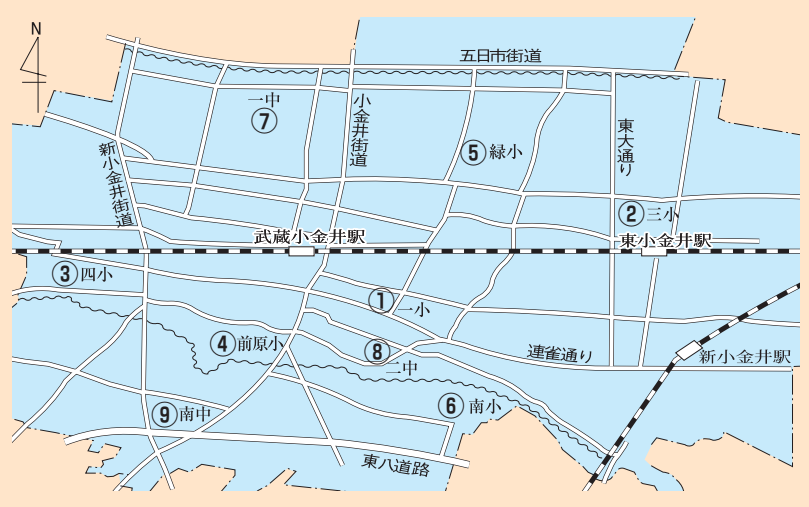 N
五日市街道
一中
⑦
小金井街道
⑤緑小
東大通り
新小金井街道
②三小
武蔵小金井駅
東小金井駅
③四小
①一小
④前原小
⑧二中
連雀通り
新小金井駅
⑥南小
⑨南中
東八道路